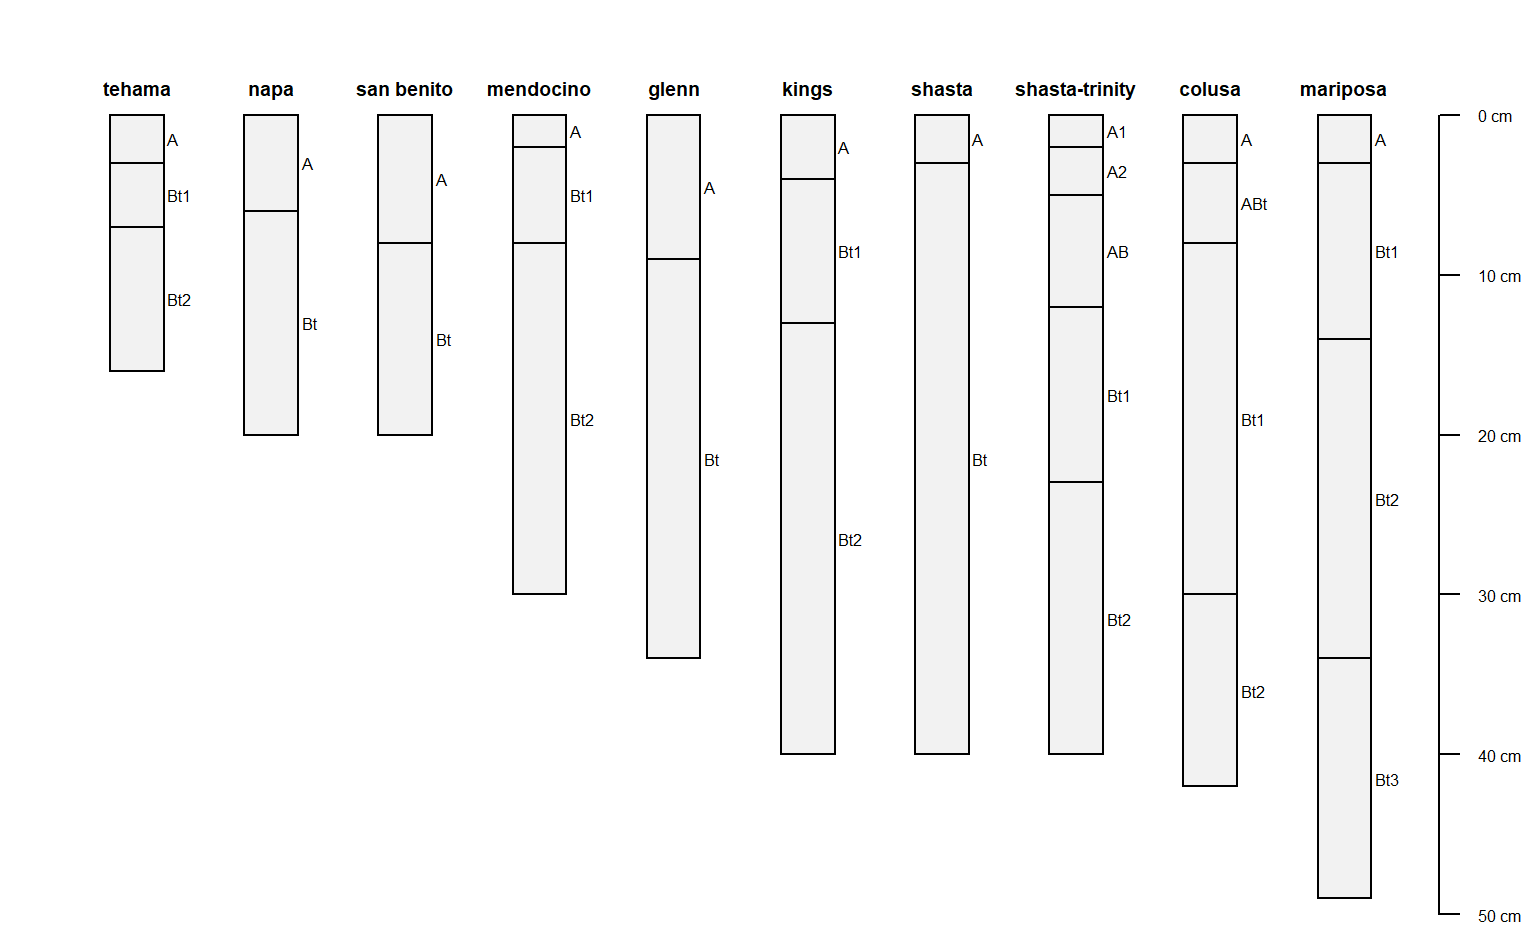 tehama napa san benito mendocino glenn kings shasta shasta-trinity colusa mariposa
0 cm
A A1
A A A
A A2
A
A
A
Bt1 Bt1
ABt
Bt1 AB Bt1
10 cm
Bt2
Bt
Bt
Bt1
Bt2 Bt1
20 cm
Bt Bt
Bt2
Bt2
30 cm
Bt2
Bt2
40 cm
Bt3
50 cm